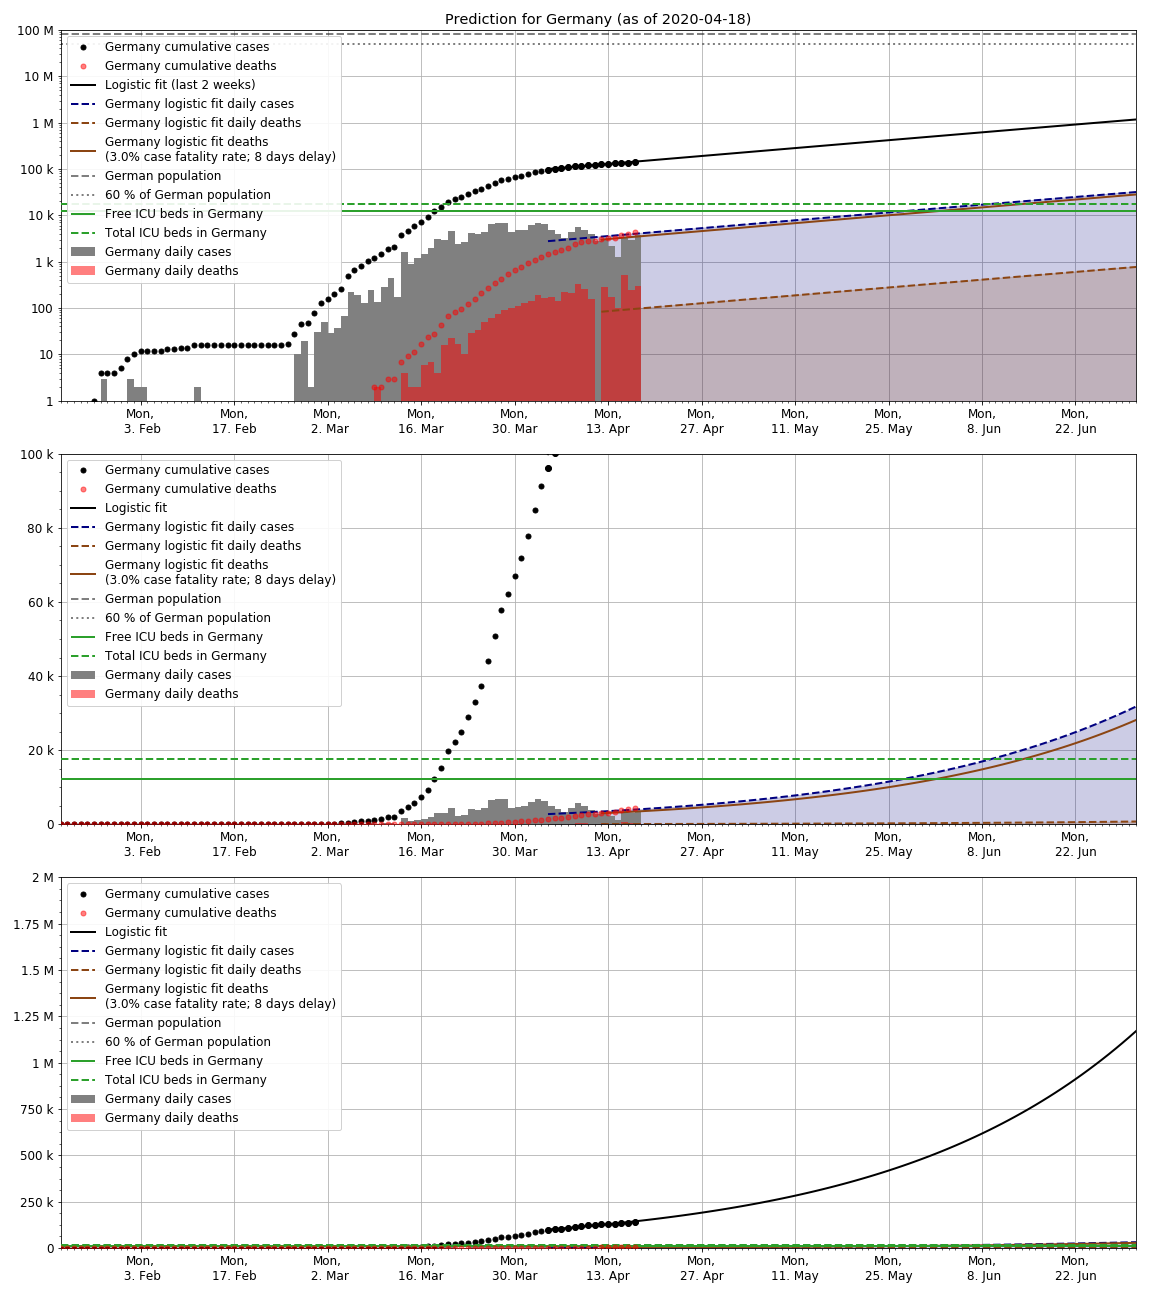 Prediction for Germany (as of 2020-04-18)
100 M
10 M
1 M
100 k
10 k
1 k
100
10
1
Germany cumulative cases
Germany cumulative deaths
Logistic fit (last 2 weeks)
Germany logistic fit daily cases
Germany logistic fit daily deaths
Germany logistic fit deaths
(3.0% case fatality rate; 8 days delay)
German population
60 % of German population
Free ICU beds in Germany
Total ICU beds in Germany
Germany daily cases
Germany daily deaths
Mon, Mon, Mon, Mon, Mon, Mon, Mon, Mon, Mon, Mon, Mon,
3. Feb 17. Feb 2. Mar 16. Mar 30. Mar 13. Apr 27. Apr 11. May 25. May 8. Jun 22. Jun
100 k
80 k
60 k
40 k
20 k
0
Germany cumulative cases
Germany cumulative deaths
Logistic fit
Germany logistic fit daily cases
Germany logistic fit daily deaths
Germany logistic fit deaths
(3.0% case fatality rate; 8 days delay)
German population
60 % of German population
Free ICU beds in Germany
Total ICU beds in Germany
Germany daily cases
Germany daily deaths
Mon, Mon, Mon, Mon, Mon, Mon, Mon, Mon, Mon, Mon, Mon,
3. Feb 17. Feb 2. Mar 16. Mar 30. Mar 13. Apr 27. Apr 11. May 25. May 8. Jun 22. Jun
2 M
1.75 M
1.5 M
1.25 M
1 M
750 k
500 k
250 k
0
Germany cumulative cases
Germany cumulative deaths
Logistic fit
Germany logistic fit daily cases
Germany logistic fit daily deaths
Germany logistic fit deaths
(3.0% case fatality rate; 8 days delay)
German population
60 % of German population
Free ICU beds in Germany
Total ICU beds in Germany
Germany daily cases
Germany daily deaths
Mon, Mon, Mon, Mon, Mon, Mon, Mon, Mon, Mon, Mon, Mon,
3. Feb 17. Feb 2. Mar 16. Mar 30. Mar 13. Apr 27. Apr 11. May 25. May 8. Jun 22. Jun